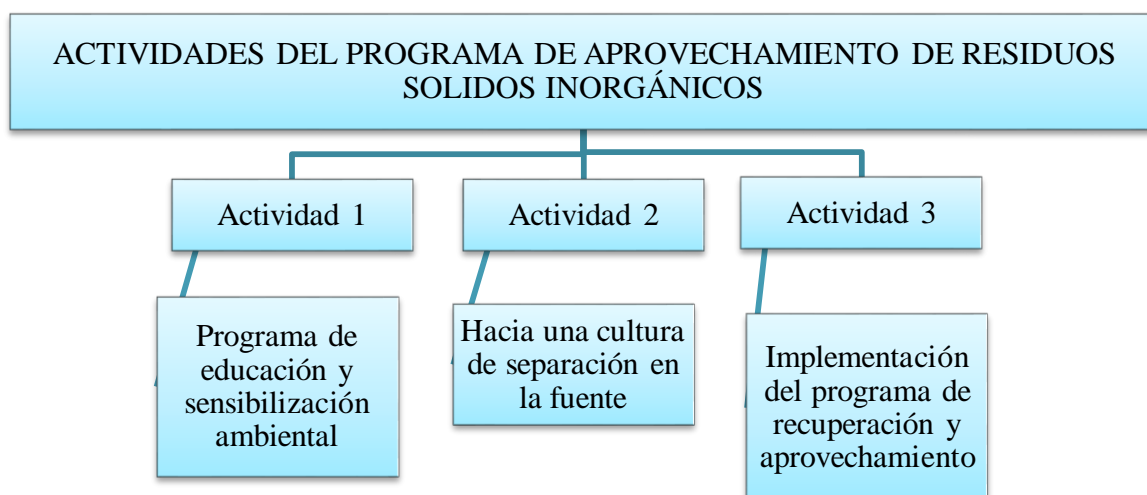 ACTIVIDADES DEL PROGRAMA DE APROVECHAMIENTO DE RESIDUOS
SOLIDOS INORGÁNICOS
Actividad 1
Actividad 2
Actividad 3
Programa de
educación y
sensibilización
ambiental
Hacia una cultura
de separación en
la fuente
Implementación
del programa de
recuperación y
aprovechamiento